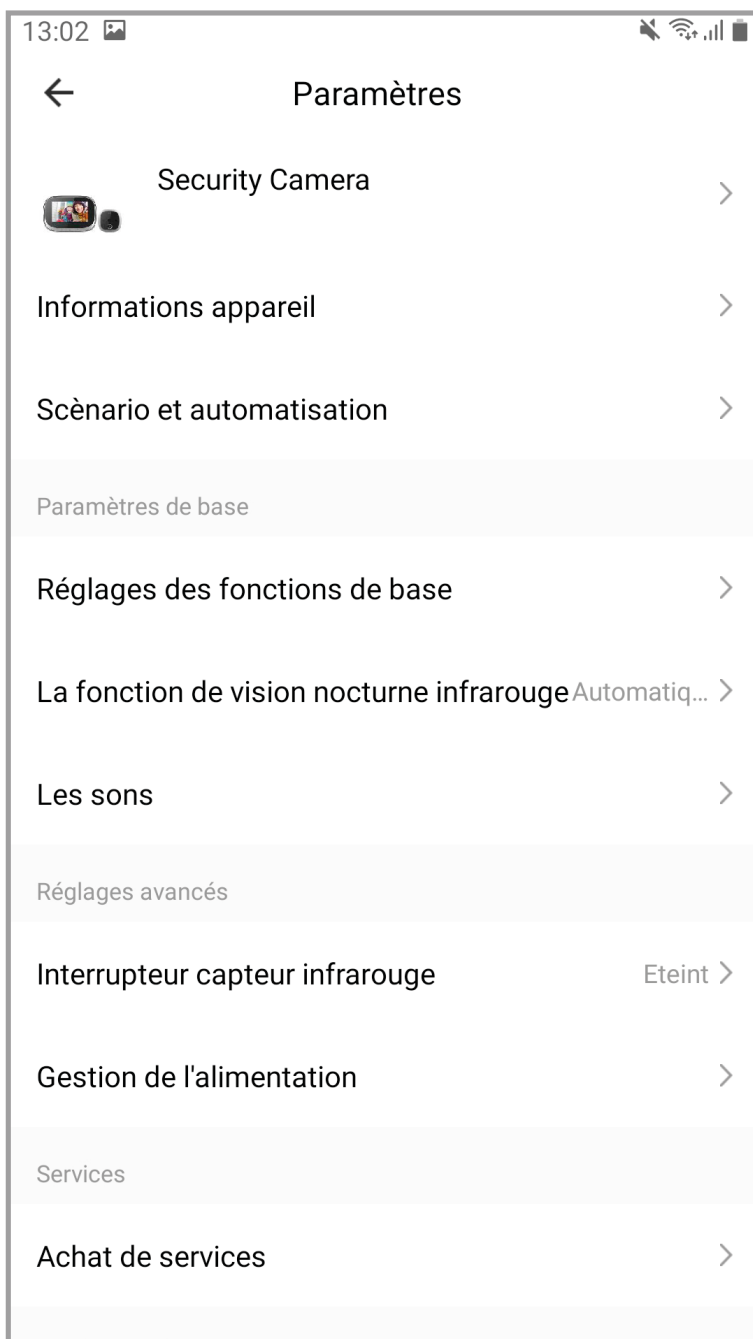 13:02
Paramètres
Security Camera
Informations appareil
Scènario et automatisation
Paramètres de base
Réglages des fonctions de base
La fonction de vision nocturne infrarouge Automatiq...
Les sons
Réglages avancés
Interrupteur capteur infrarouge Eteint
Gestion de l'alimentation
Services
Achat de services